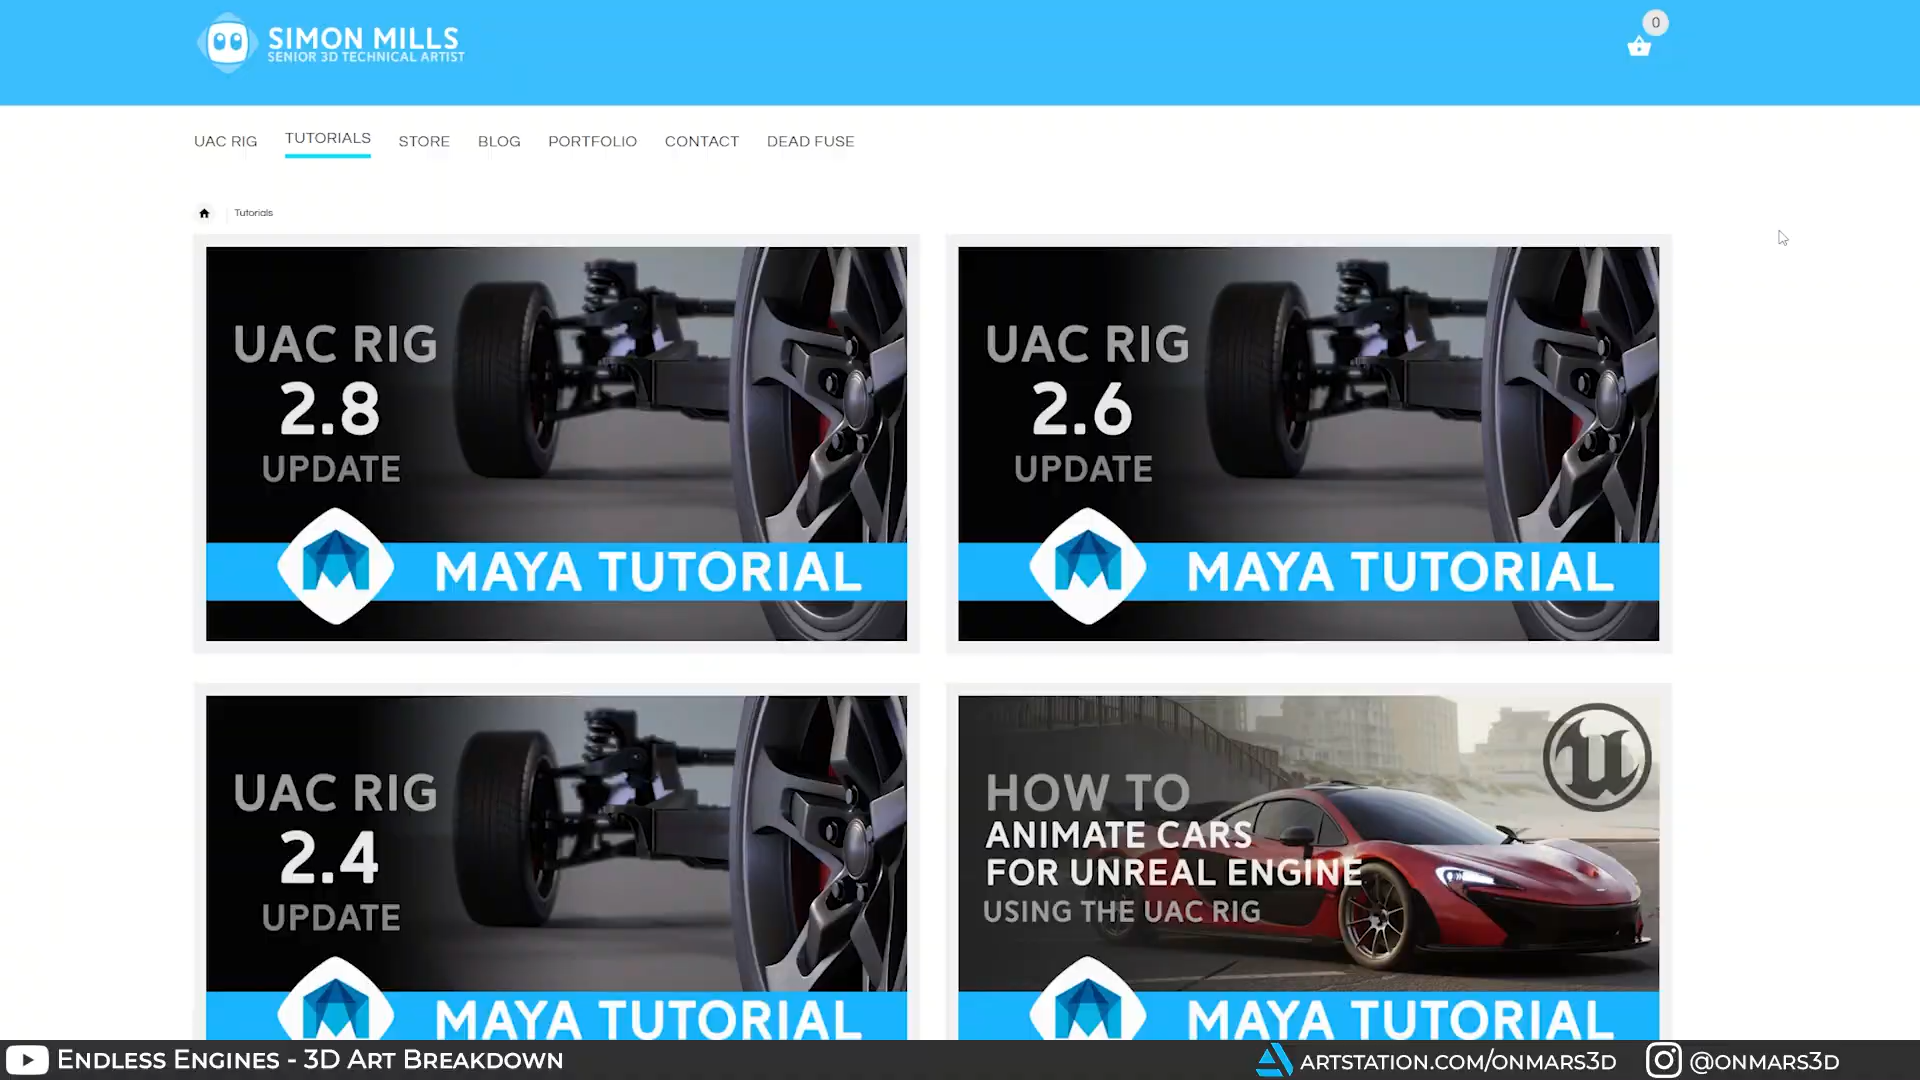 SIMON MILLS
SENIOR 3D TECHNICAL ARTIST
0
UAC RIG
TUTORIALS
STORE
BLOG
PORTFOLIO
CONTACT
DEAD FUSE
Tutorials
UAC RIG
2.8
UPDATE
MAYA TUTORIAL
UAC RIG
2.6
UPDATE
MAYA TUTORIAL
UAC RIG
2.4
UPDATE
MAYA TUTORIAL
HOW TO
ANIMATE CARS
FOR UNREAL ENGINE
USING THE UAC RIG
MAYA TUTORIAL
ENDLESS ENGINES - 3D ART BREAKDOWN
ARTSTATION.COM/ONMARS3D
@ONMARS3D